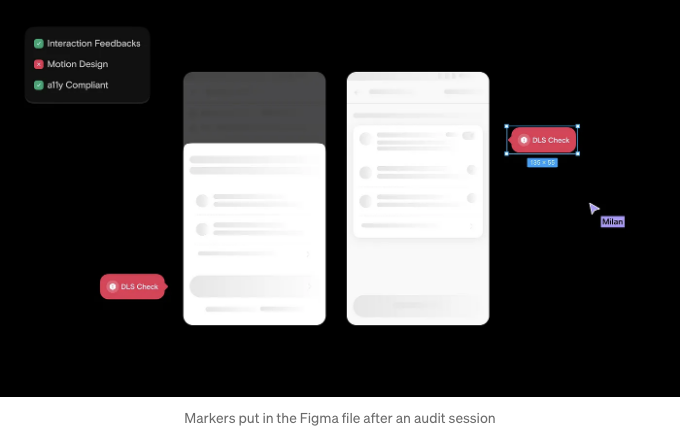 Interaction Feedbacks
Motion Design
a11y Compliant
DLS Check
135 × 55
Milan
DLS Check
Markers put in the Figma file after an audit session